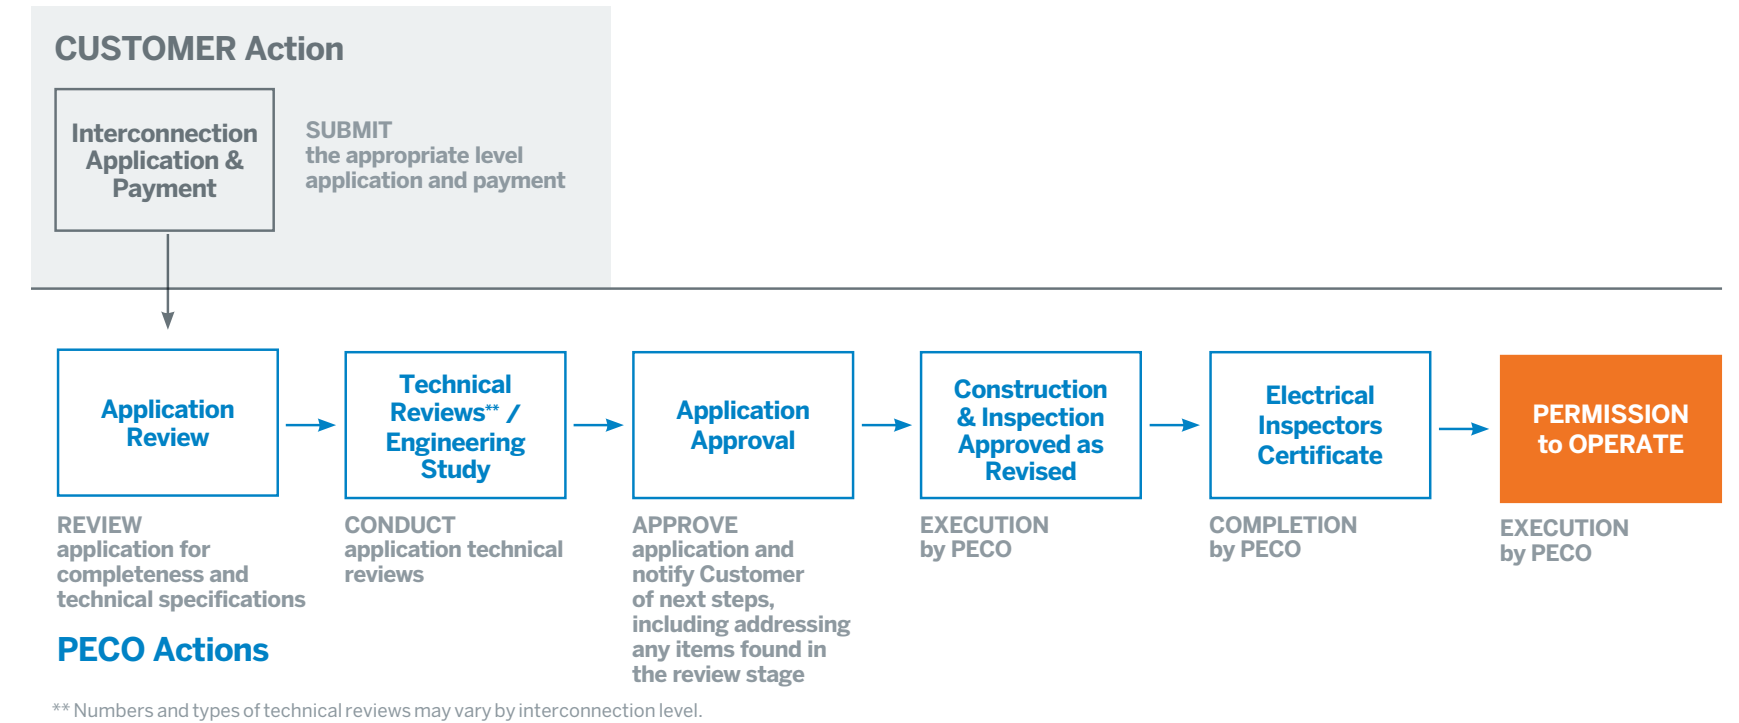 CUSTOMER Action
Interconnection
Application &
Payment
SUBMIT
the appropriate level
application and payment
Application
Review
REVIEW
application for
completeness and
technical specifications
Technical
Reviews** /
Engineering
Study
CONDUCT
application technical
reviews
Application
Approval
APPROVE
application and
notify Customer
of next steps,
including addressing
any items found in
the review stage
Construction
& Inspection
Approved as
Revised
EXECUTION
by PECO
Electrical
Inspectors
Certificate
COMPLETION
by PECO
PERMISSION
to OPERATE
EXECUTION
by PECO
PECO Actions
** Numbers and types of technical reviews may vary by interconnection level.